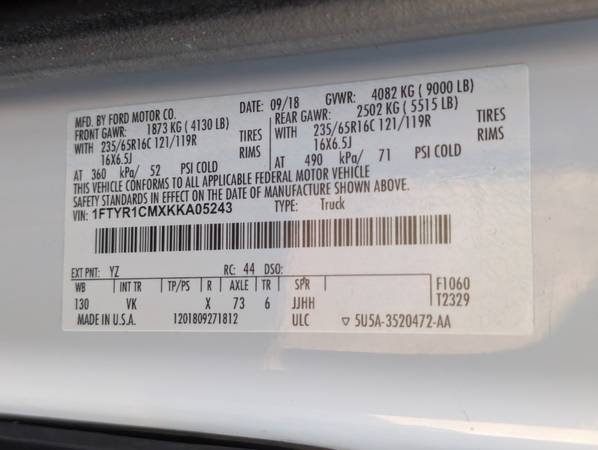 MFD. BY FORD MOTOR CO.
DATE: 09/18 GVWR: 4082 KG ( 9000 LB)
FRONT GAWR: 1873 KG ( 4130 LB)
REAR GAWR: 2502 KG ( 5515 LB)
WITH 235/65R16C 121/119R TIRES
WITH 235/65R16C 121/119R TIRES
16X6.5J RIMS
16X6.5J RIMS
AT 360 kPa/ 52 PSI COLD
AT 490 kPa/ 71 PSI COLD
THIS VEHICLE CONFORMS TO ALL APPLICABLE FEDERAL MOTOR VEHICLE
SAFETY STANDARDS IN EFFECT ON THE DATE OF MANUFACTURE SHOWN ABOVE.
VIN: 1FTYR1CMXKKA05243 TYPE: Truck
EXT PNT: YZ RC: 44 DSO:
WB INT TR TP/PS R AXLE TR SPR
130 VK X 73 6 JJHH
F1060
T2329
MADE IN U.S.A. 1201809271812 ULC ▽ 5U5A-3520472-AA